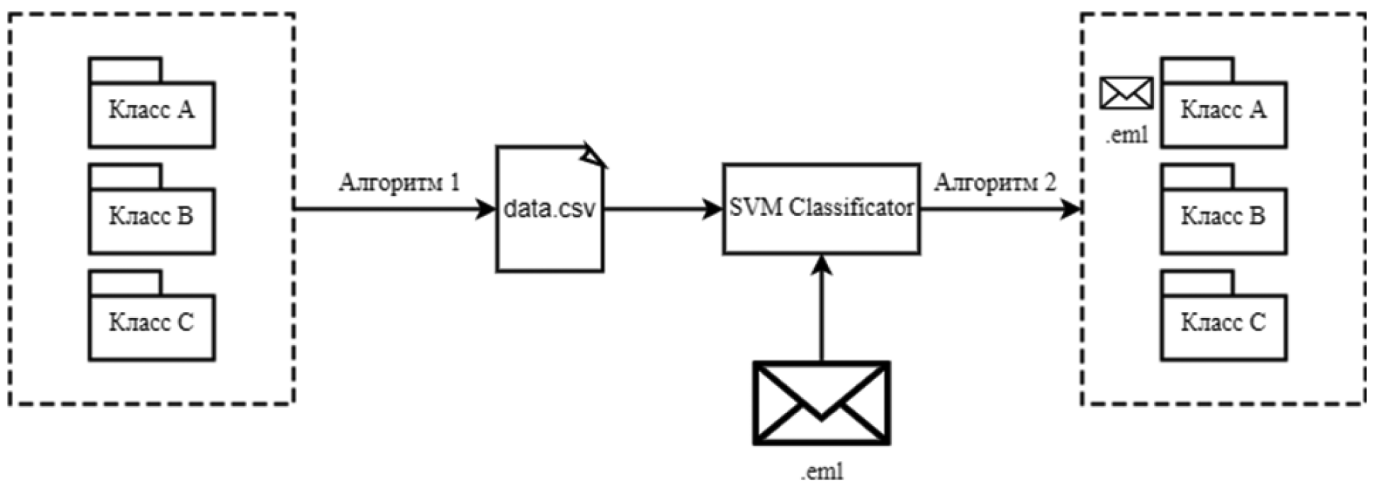 Класс A
Класс B
Класс C
Алгоритм 1
data.csv
SVM Classificator
.eml
Алгоритм 2
.eml
Класс A
Класс B
Класс C